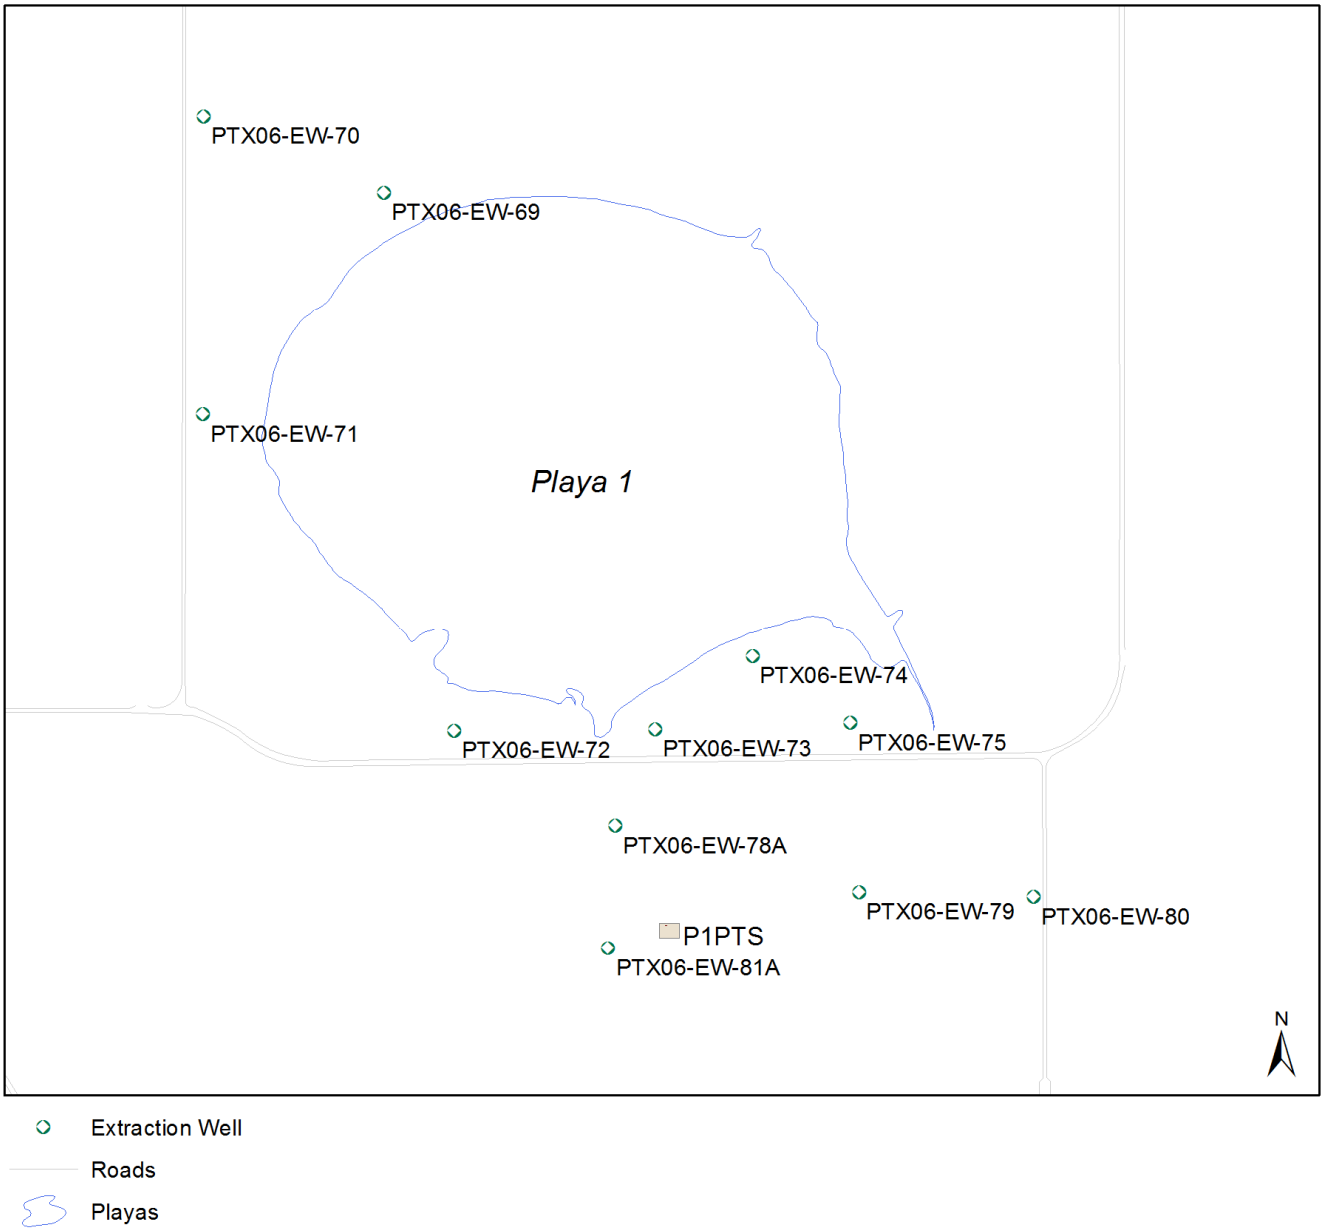 PTX06-EW-70
PTX06-EW-69
PTX06-EW-71
Playa 1
PTX06-EW-74
PTX06-EW-75
PTX06-EW-72
PTX06-EW-73
PTX06-EW-78A
PTX06-EW-79
PTX06-EW-80
P1PTS
PTX06-EW-81A
N
Extraction Well
Roads
Playas